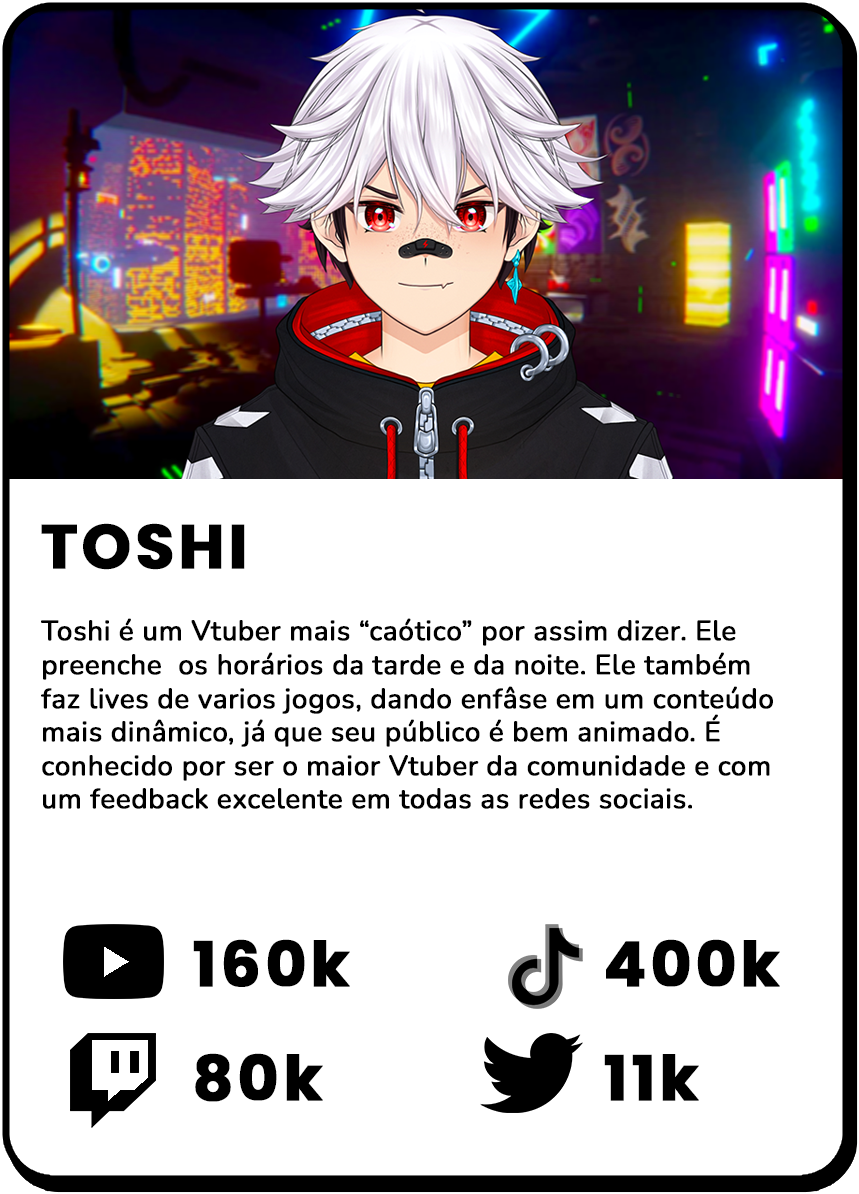 TOSHI
Toshi é um Vtuber mais “caótico” por assim dizer. Ele
preenche  os horários da tarde e da noite. Ele também
faz lives de varios jogos, dando enfâse em um conteúdo
mais dinâmico, já que seu público é bem animado. É
conhecido por ser o maior Vtuber da comunidade e com
um feedback excelente em todas as redes sociais.
160k
400k
80k
11k